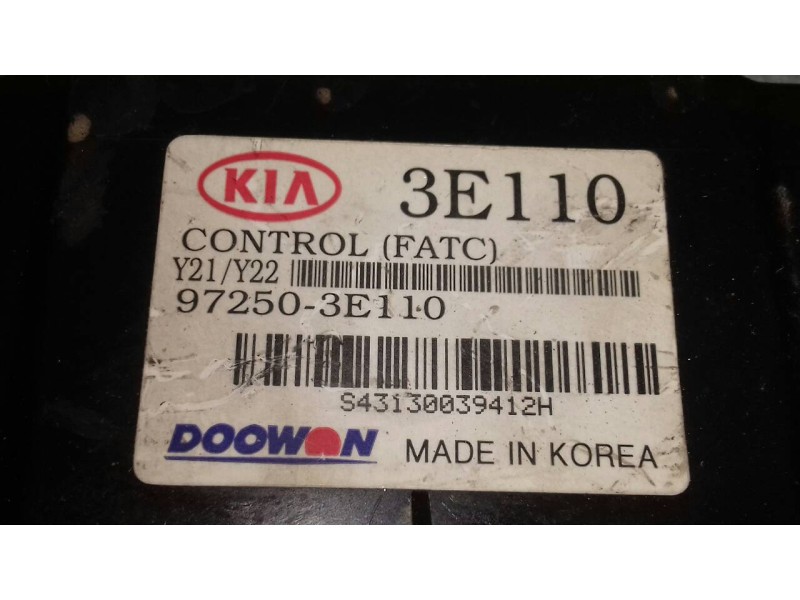 KIA 3E110
CONTROL (FATC)
Y21/Y22
97250-3E110
S43130039412H
DOOWON MADE IN KOREA